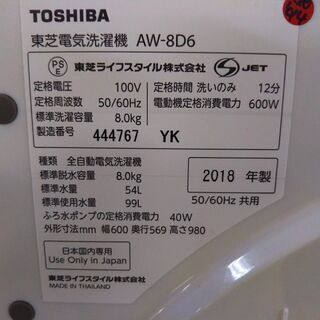 TOSHIBA
東芝電気洗濯機 AW-8D6
PS E 東芝ライフスタイル株式会社 JET
定格電圧 100V 定格時間 洗いのみ 12分
定格周波数 50/60Hz 電動機定格消費電力 600W
標準洗濯容量 8.0kg
製造番号 444767 YK
種類 全自動電気洗濯機
標準脱水容量 8.0kg 2018 年製
標準水量 54L
標準使用水量 99L 50/60Hz 共用
ふろ水ポンプの定格消費電力 40W
外形寸法mm 幅600 奥行569 高さ980
日本国内専用
Use Only in Japan
東芝ライフスタイル株式会社
MADE IN THAILAND